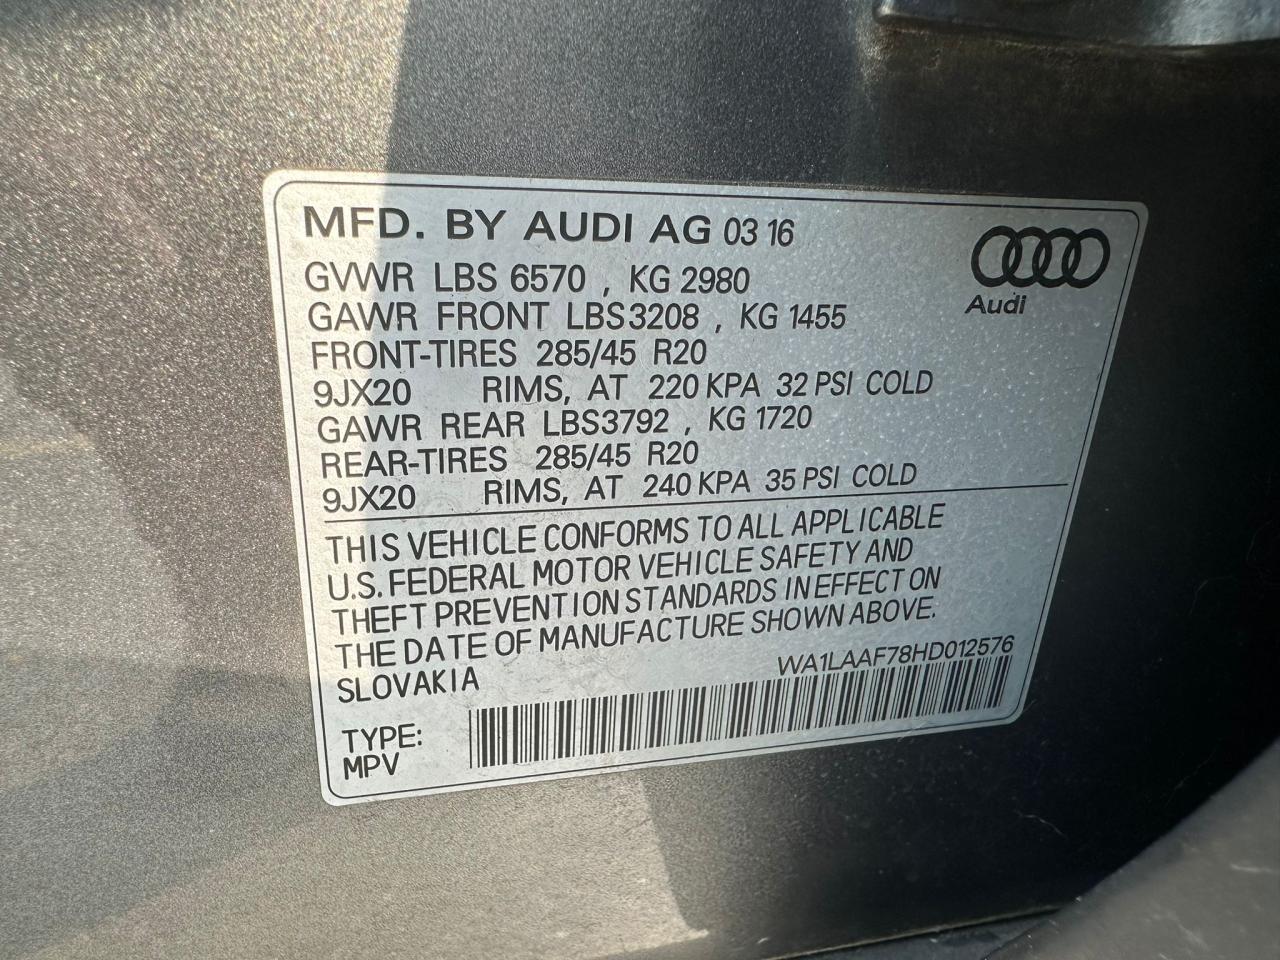 MFD. BY AUDI AG 03 16
GVWR LBS 6570 , KG 2980
GAWR FRONT LBS3208 , KG 1455
Audi
FRONT-TIRES 285/45 R20
9JX20 RIMS, AT 220 KPA 32 PSI COLD
GAWR REAR LBS3792 , KG 1720
REAR-TIRES 285/45 R20
9JX20 RIMS, AT 240 KPA 35 PSI COLD
THIS VEHICLE CONFORMS TO ALL APPLICABLE
U.S. FEDERAL MOTOR VEHICLE SAFETY AND
THEFT PREVENTION STANDARDS IN EFFECT ON
THE DATE OF MANUFACTURE SHOWN ABOVE.
SLOVAKIA
WA1LAAF78HD012576
TYPE:
MPV